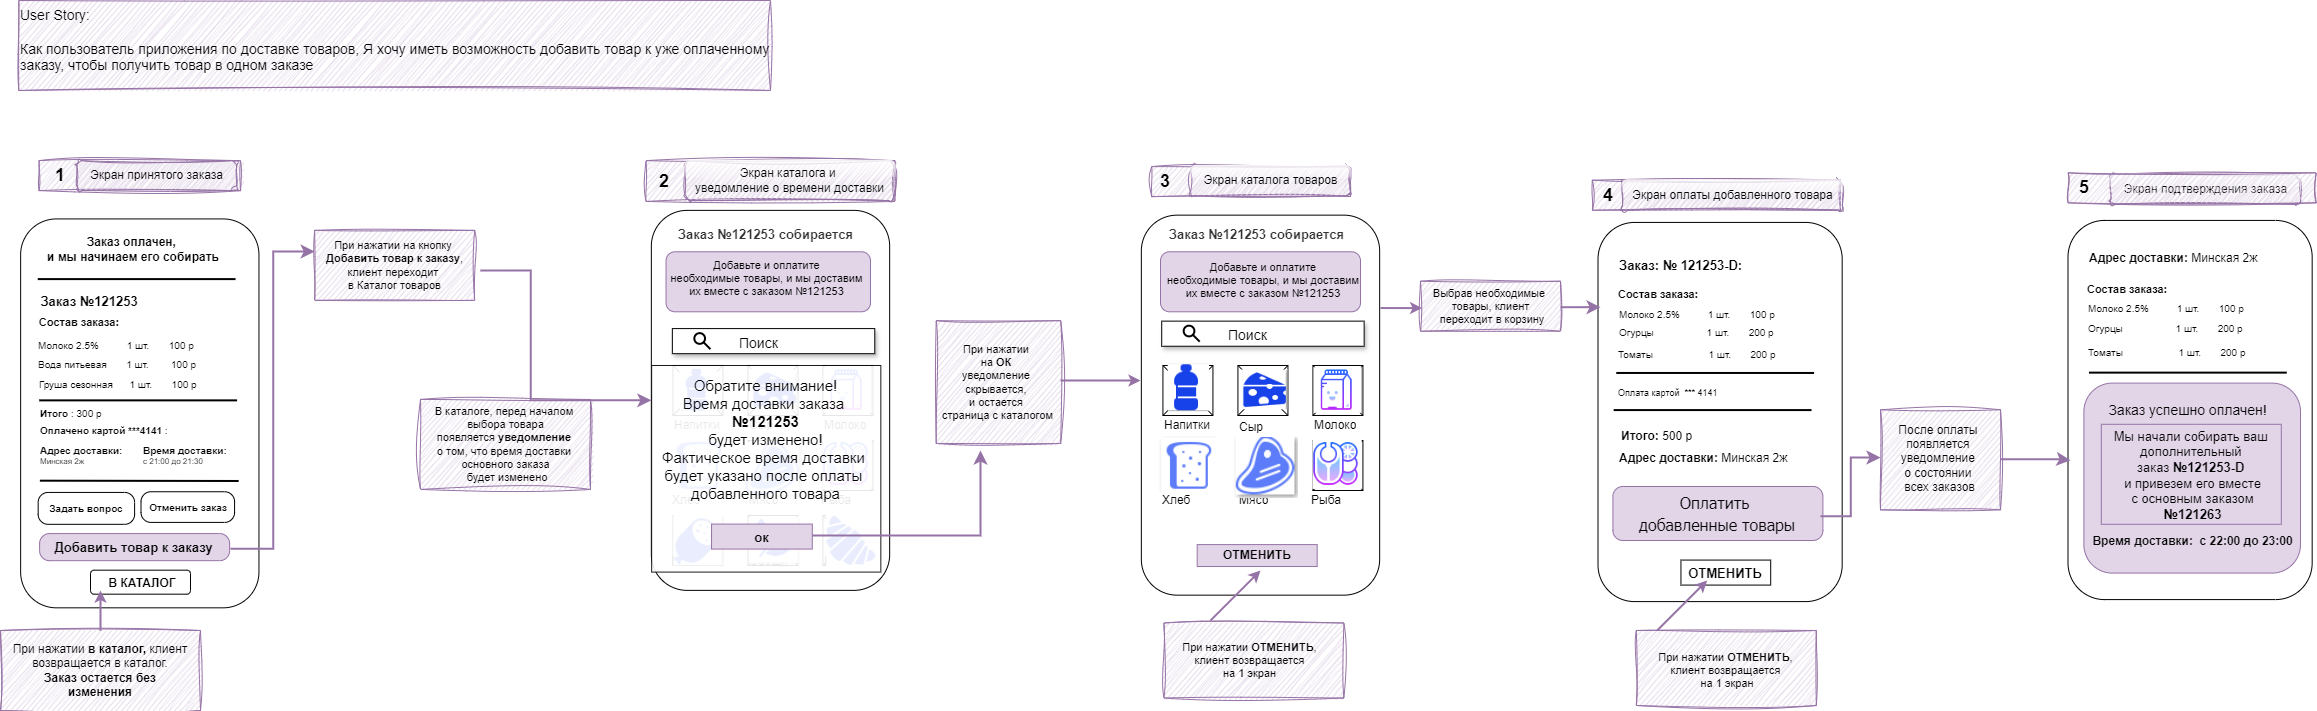 User Story:
Как пользователь приложения по доставке товаров, Я хочу иметь возможность добавить товар к уже оплаченному
заказу, чтобы получить товар в одном заказе
1
Экран принятого заказа
Заказ оплачен,
и мы начинаем его собирать
Заказ №121253
Состав заказа:
Молоко 2.5% 1 шт. 100 р
Вода питьевая 1 шт. 100 р
Груша сезонная 1 шт. 100 р
Итого : 300 р
Оплачено картой ***4141 :
Адрес доставки: Время доставки:
Минская 2ж с 21:00 до 21:30
Задать вопрос
Отменить заказ
Добавить товар к заказу
В КАТАЛОГ
При нажатии в каталог, клиент
возвращается в каталог.
Заказ остается без
изменения
При нажатии на кнопку
Добавить товар к заказу,
клиент переходит
в Каталог товаров
В каталоге, перед началом
выбора товара
появляется уведомление
о том, что время доставки
основного заказа
будет изменено
2
Экран каталога и
уведомление о времени доставки
Заказ №121253 собирается
Добавьте и оплатите
необходимые товары, и мы доставим
их вместе с заказом №121253
Поиск
Напитки
Молоко
Обратите внимание!
Время доставки заказа
№121253
будет изменено!
Фактическое время доставки
будет указано после оплаты
добавленного товара
ок
При нажатии
на ОК
уведомление
скрывается,
и остается
страница с каталогом
3
Экран каталога товаров
Заказ №121253 собирается
Добавьте и оплатите
необходимые товары, и мы доставим
их вместе с заказом №121253
Поиск
Напитки Сыр Молоко
Хлеб Мясо Рыба
ОТМЕНИТЬ
При нажатии ОТМЕНИТЬ,
клиент возвращается
на 1 экран
Выбрав необходимые
товары, клиент
переходит в корзину
4
Экран оплаты добавленного товара
Заказ: № 121253-D:
Состав заказа:
Молоко 2.5% 1 шт. 100 р
Огурцы 1 шт. 200 р
Томаты 1 шт. 200 р
Оплата картой *** 4141
Итого: 500 р
Адрес доставки: Минская 2ж
Оплатить
добавленные товары
ОТМЕНИТЬ
При нажатии ОТМЕНИТЬ,
клиент возвращается
на 1 экран
После оплаты
появляется
уведомление
о состоянии
всех заказов
5
Экран подтверждения заказа
Адрес доставки: Минская 2ж
Состав заказа:
Молоко 2.5% 1 шт. 100 р
Огурцы 1 шт. 200 р
Томаты 1 шт. 200 р
Заказ успешно оплачен!
Мы начали собирать ваш
дополнительный
заказ №121253-D
и привезем его вместе
с основным заказом
№121263
Время доставки: с 22:00 до 23:00